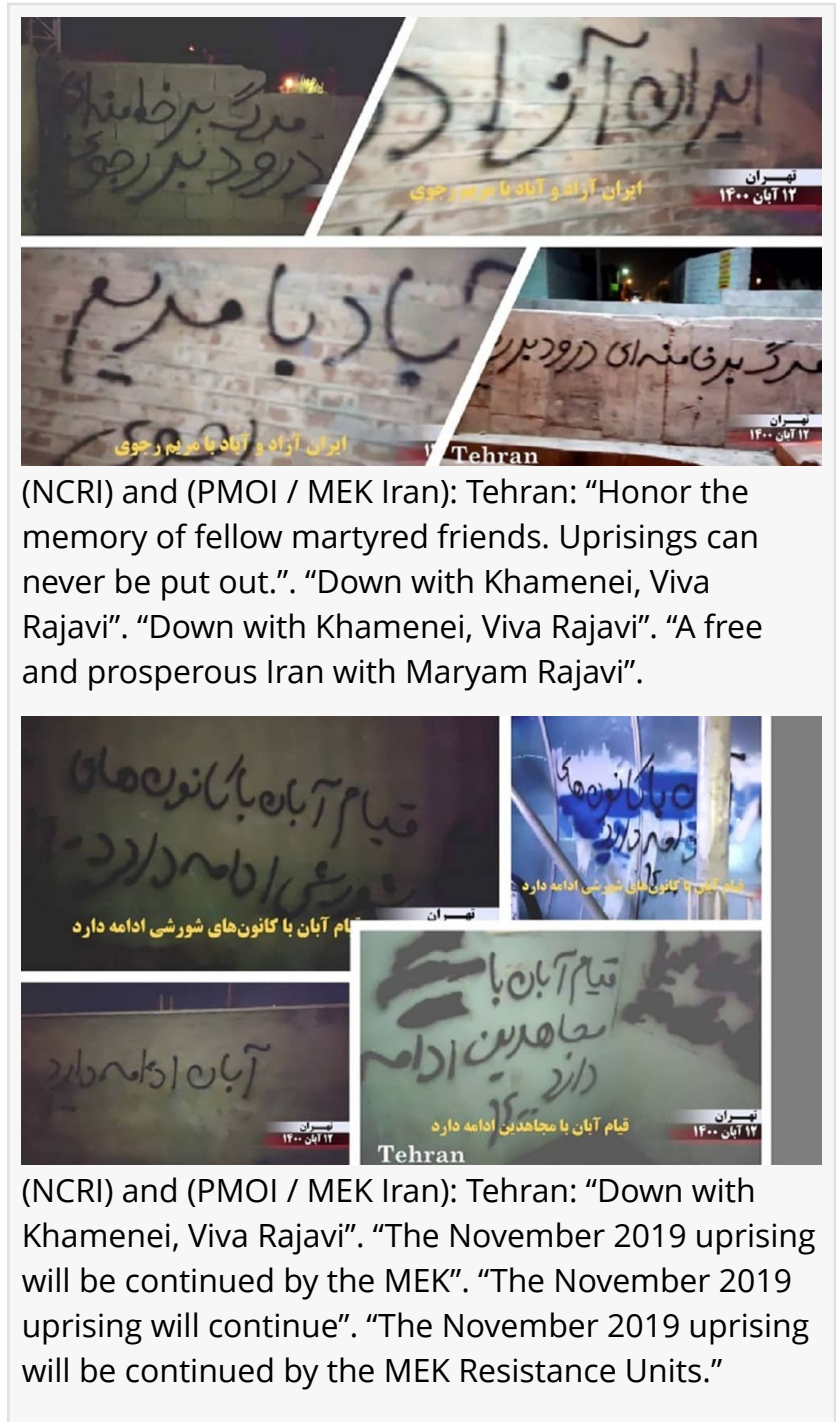 مرگ بر خامنه‌ای
درود بر رجوی
ایران آزاد
ایران آزاد و آباد با مریم رجوی
تهران
۱۲ آبان ۱۴۰۰
باد با مریم
ایران آزاد و آباد با مریم رجوی
مرگ بر خامنه‌ای درود بر
تهران
۱۲ آبان ۱۴۰۰
Tehran
(NCRI) and (PMOI / MEK Iran): Tehran: “Honor the
memory of fellow martyred friends. Uprisings can
never be put out.”. “Down with Khamenei, Viva
Rajavi”. “Down with Khamenei, Viva Rajavi”. “A free
and prosperous Iran with Maryam Rajavi”.
قیام آبان با کانون‌های
شورشی ادامه دارد
تهران
قیام آبان با کانون‌های شورشی ادامه دارد
با کانونهای
ادامه دارد
قیام آبان با کانون‌های شورشی ادامه دارد
آبان ادامه دارد
تهران
۱۲ آبان ۱۴۰۰
قیام آبان با
مجاهدین ادامه
دارد
قیام آبان با مجاهدین ادامه دارد
تهران
۱۲ آبان ۱۴۰۰
Tehran
(NCRI) and (PMOI / MEK Iran): Tehran: “Down with
Khamenei, Viva Rajavi”. “The November 2019 uprising
will be continued by the MEK”. “The November 2019
uprising will continue”. “The November 2019 uprising
will be continued by the MEK Resistance Units.”